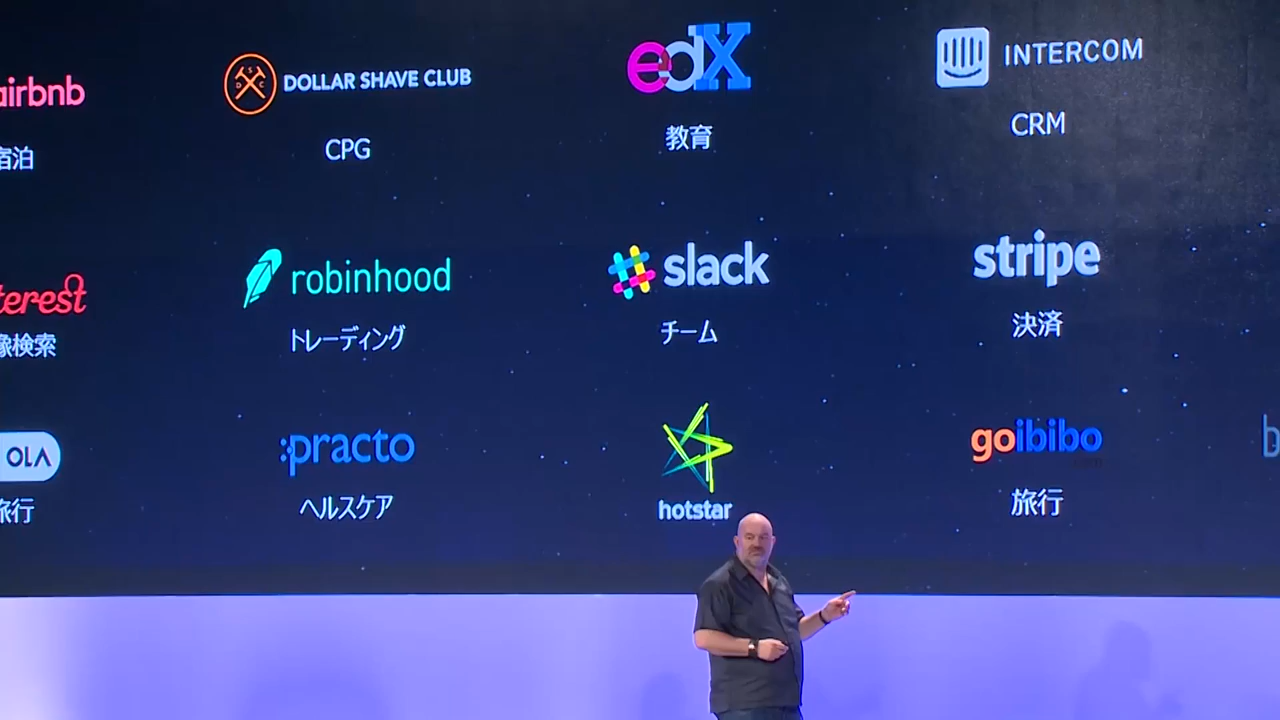 airbnb
DOLLAR SHAVE CLUB
edX
INTERCOM
宿泊
CPG
教育
CRM
terest
robinhood
slack
stripe
像検索
トレーディング
チーム
決済
OLA
:practo
hotstar
goibibo
旅行
ヘルスケア
旅行